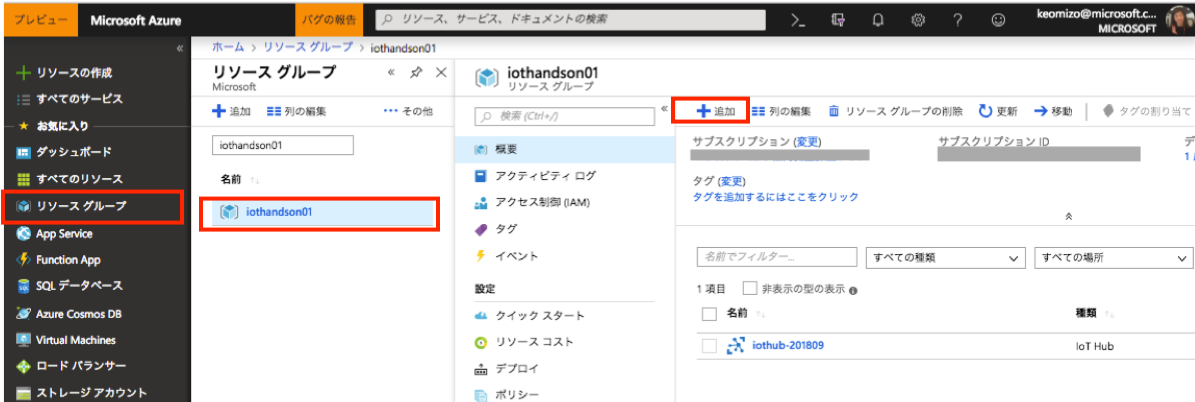 プレビュー
Microsoft Azure
バグの報告
リソース、サービス、ドキュメントの検索
keomizo@microsoft.c...
MICROSOFT
リソースの作成
すべてのサービス
お気に入り
ダッシュボード
すべてのリソース
リソース グループ
App Service
Function App
SQL データベース
Azure Cosmos DB
Virtual Machines
ロード バランサー
ストレージ アカウント
ホーム > リソース グループ > iothandson01
リソース グループ
Microsoft
追加
列の編集
その他
iothandson01
名前
iothandson01
iothandson01
リソース グループ
検索 (Ctrl+/)
概要
アクティビティ ログ
アクセス制御 (IAM)
タグ
イベント
設定
クイック スタート
リソース コスト
デプロイ
ポリシー
追加
列の編集
リソース グループの削除
更新
移動
タグの割り当て
サブスクリプション (変更)
サブスクリプション ID
デ
1
タグ (変更)
タグを追加するにはここをクリック
名前でフィルター...
すべての種類
すべての場所
1 項目
非表示の型の表示
名前
種類
iothub-201809
IoT Hub